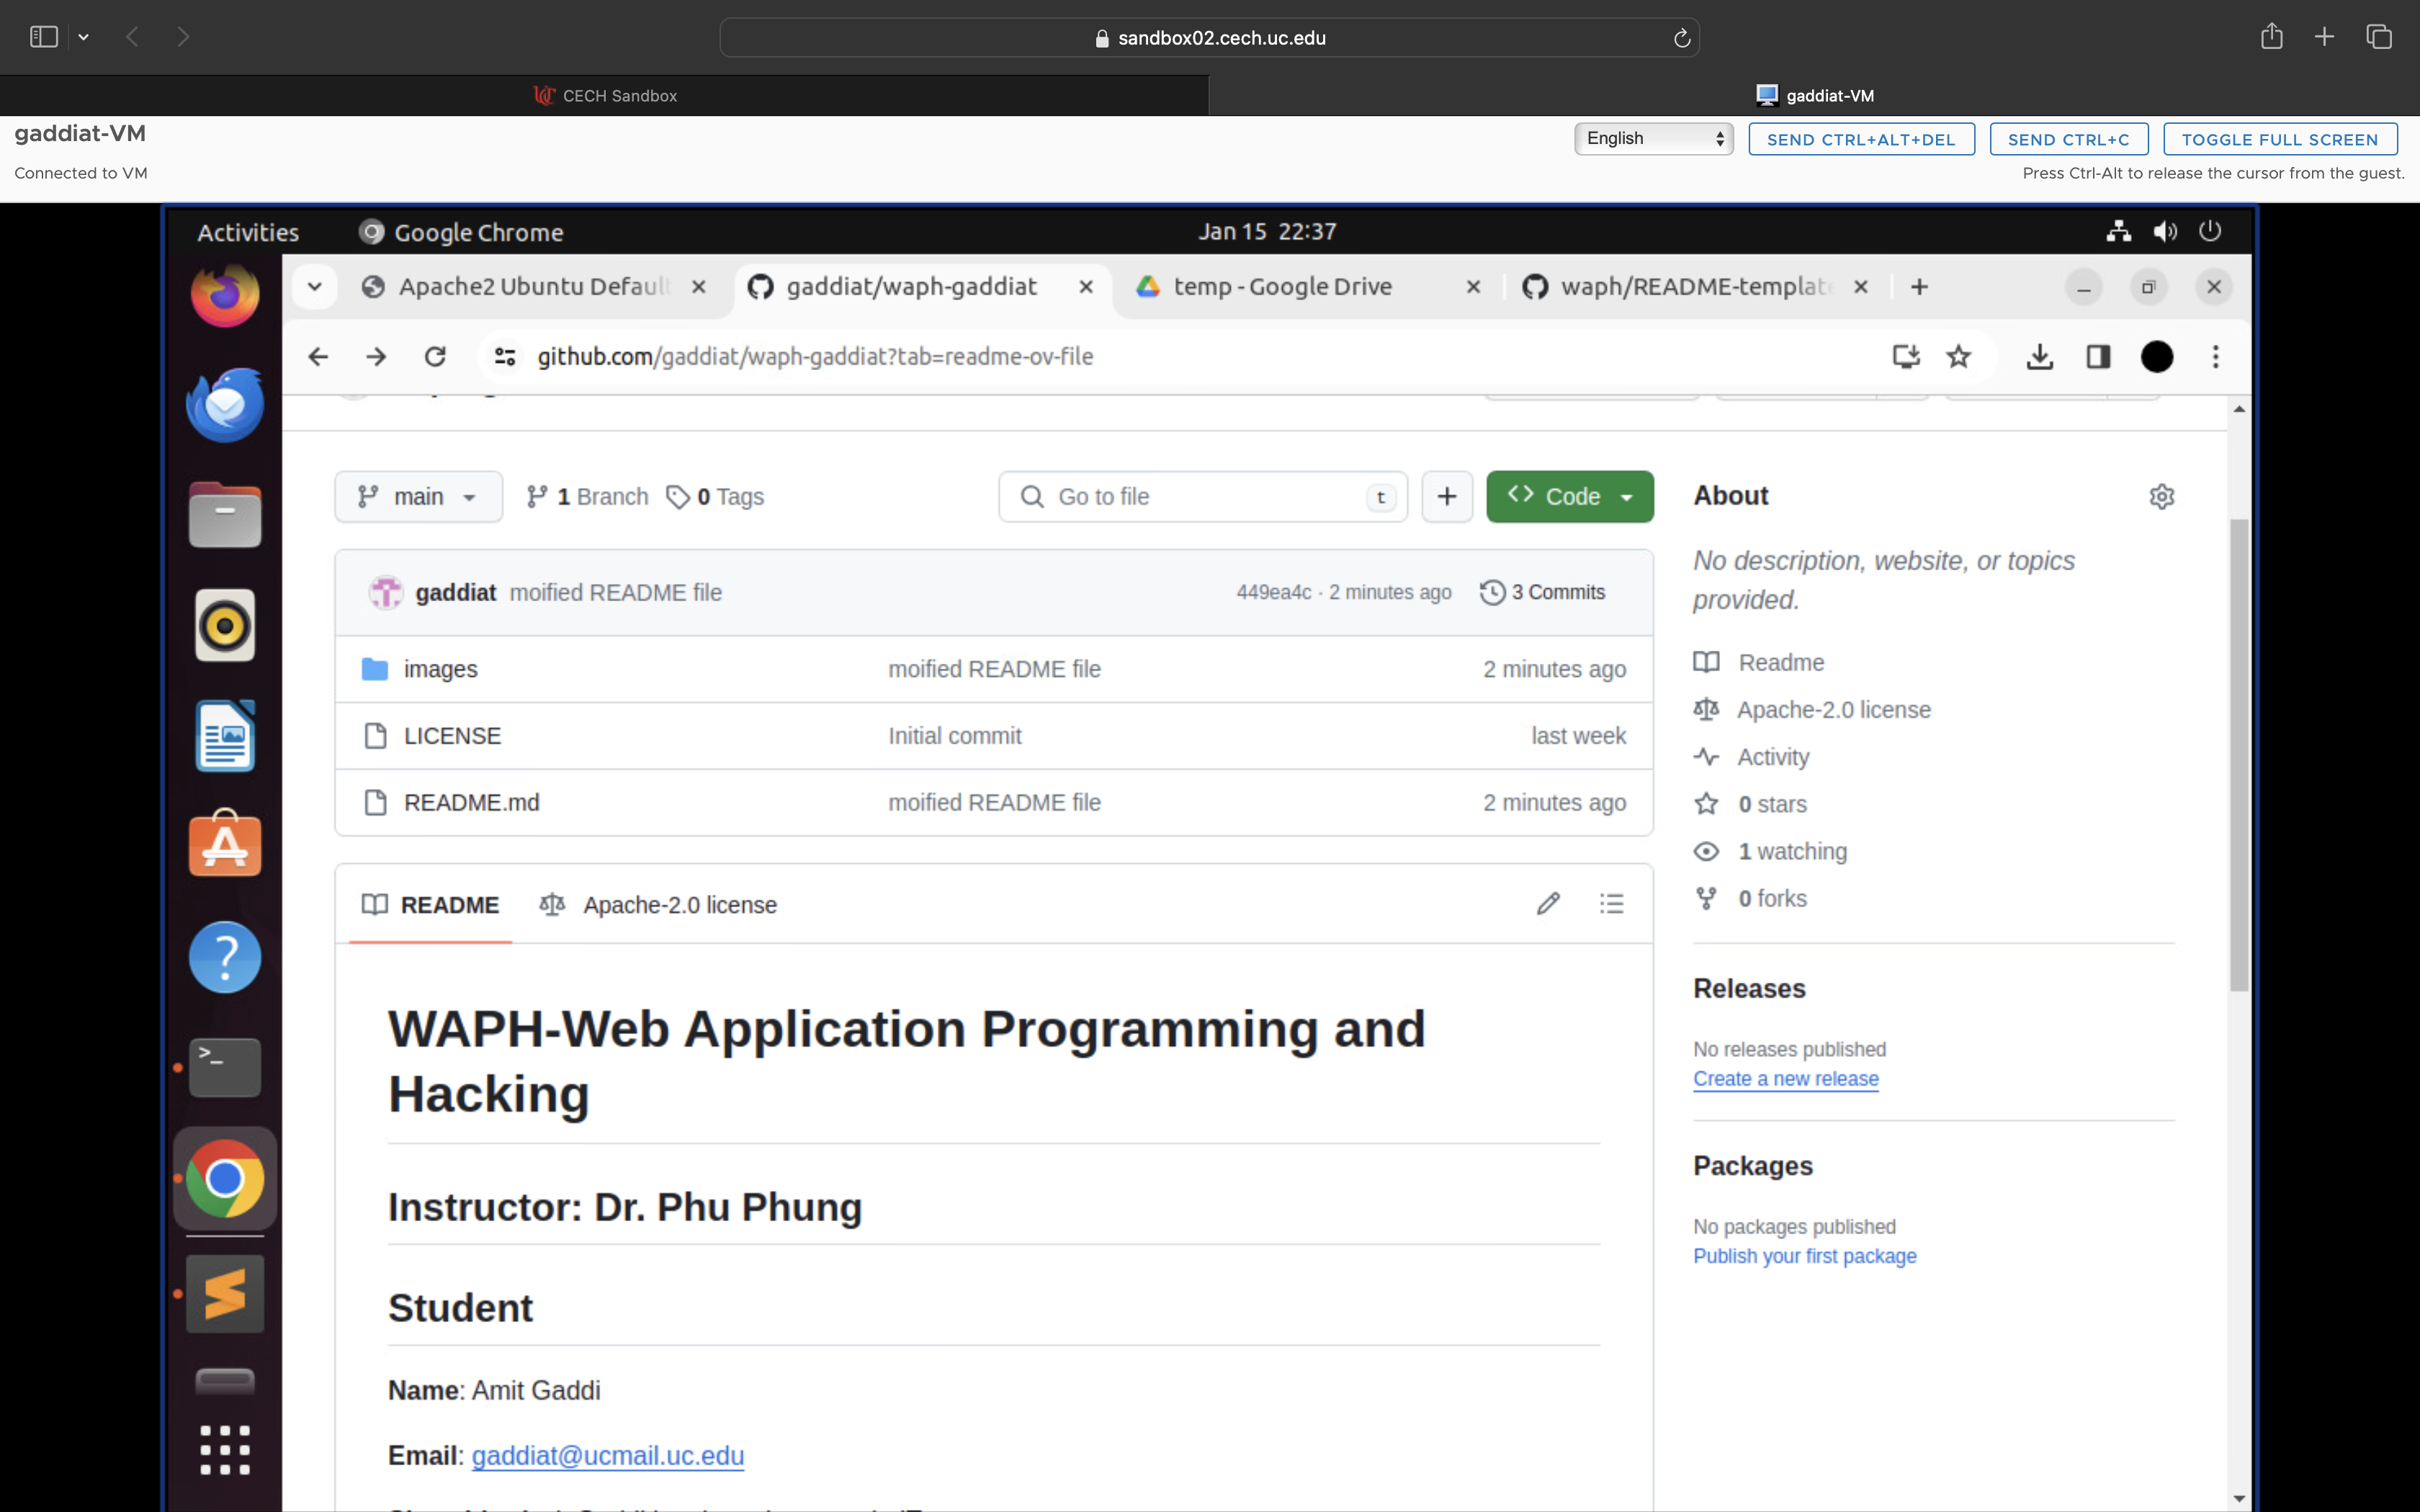 sandbox02.cech.uc.edu
CECH Sandbox
gaddiat-VM
gaddiat-VM
English
SEND CTRL+ALT+DEL
SEND CTRL+C
TOGGLE FULL SCREEN
Connected to VM
Press Ctrl-Alt to release the cursor from the guest.
Activities
Google Chrome
Jan 15 22:37
Apache2 Ubuntu Defaul
gaddiat/waph-gaddiat
temp - Google Drive
waph/README-templat
github.com/gaddiat/waph-gaddiat?tab=readme-ov-file
main
1 Branch
0 Tags
Go to file
t
Code
About
No description, website, or topics
provided.
gaddiat moified README file
449ea4c · 2 minutes ago
3 Commits
images
moified README file
2 minutes ago
LICENSE
Initial commit
last week
README.md
moified README file
2 minutes ago
Readme
Apache-2.0 license
Activity
0 stars
1 watching
0 forks
README
Apache-2.0 license
WAPH-Web Application Programming and
Hacking
Instructor: Dr. Phu Phung
Student
Name: Amit Gaddi
Email: gaddiat@ucmail.uc.edu
Releases
No releases published
Create a new release
Packages
No packages published
Publish your first package